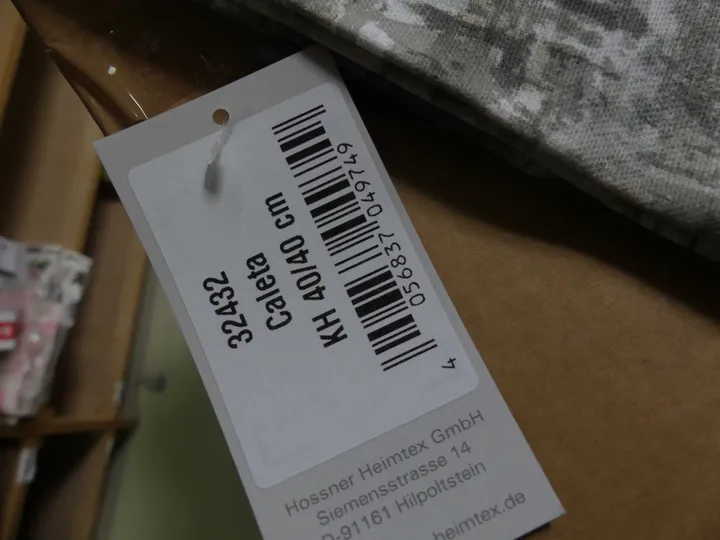 32432
Caleta
KH 40/40 cm
4 056837 049749
Hossner Heimtex GmbH
Siemensstrasse 14
D-91161 Hilpoltstein
heimtex.de